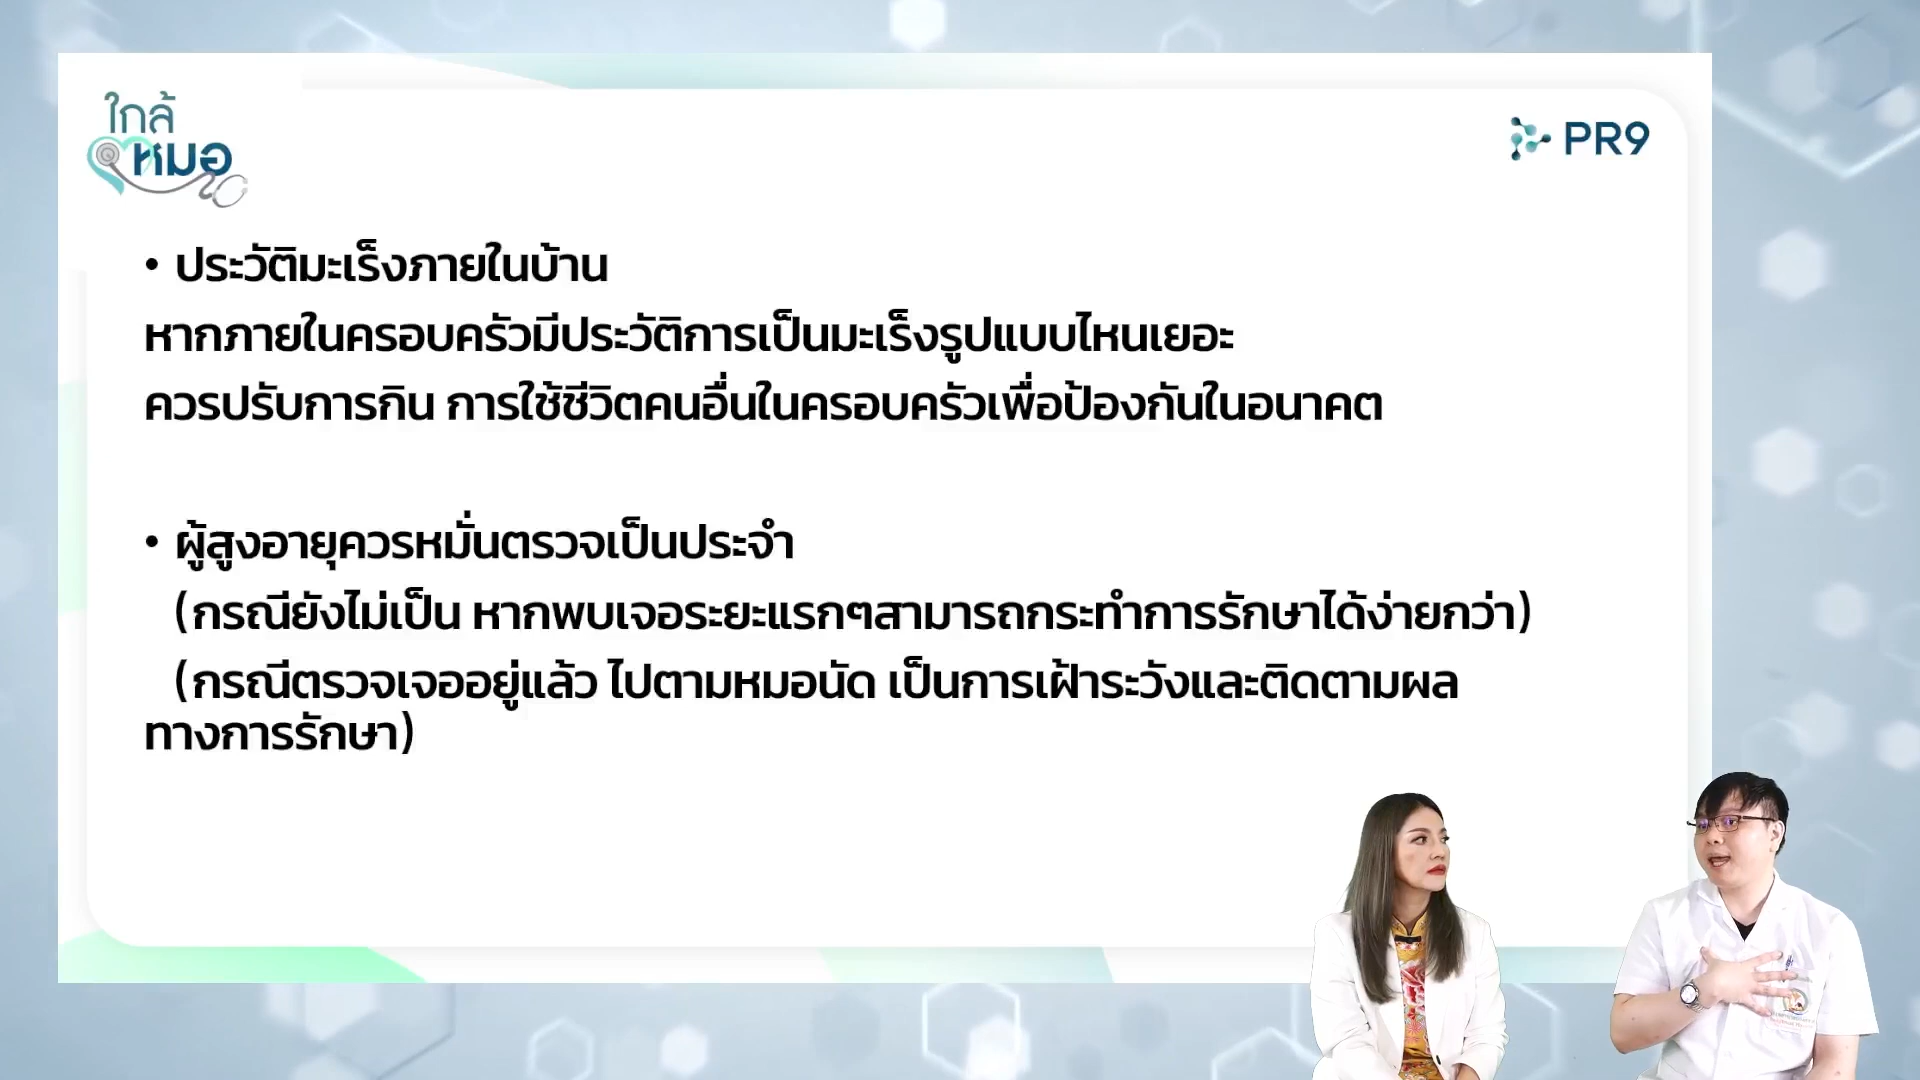 ใกล้
หมอ
PR9
• ประวัติมะเร็งภายในบ้าน
หากภายในครอบครัวมีประวัติการเป็นมะเร็งรูปแบบไหนเยอะ
ควรปรับการกิน การใช้ชีวิตคนอื่นในครอบครัวเพื่อป้องกันในอนาคต
• ผู้สูงอายุควรหมั่นตรวจเป็นประจำ
(กรณียังไม่เป็น หากพบเจอระยะแรกๆสามารถกระทำการรักษาได้ง่ายกว่า)
(กรณีตรวจเจออยู่แล้ว ไปตามหมอนัด เป็นการเฝ้าระวังและติดตามผล
ทางการรักษา)